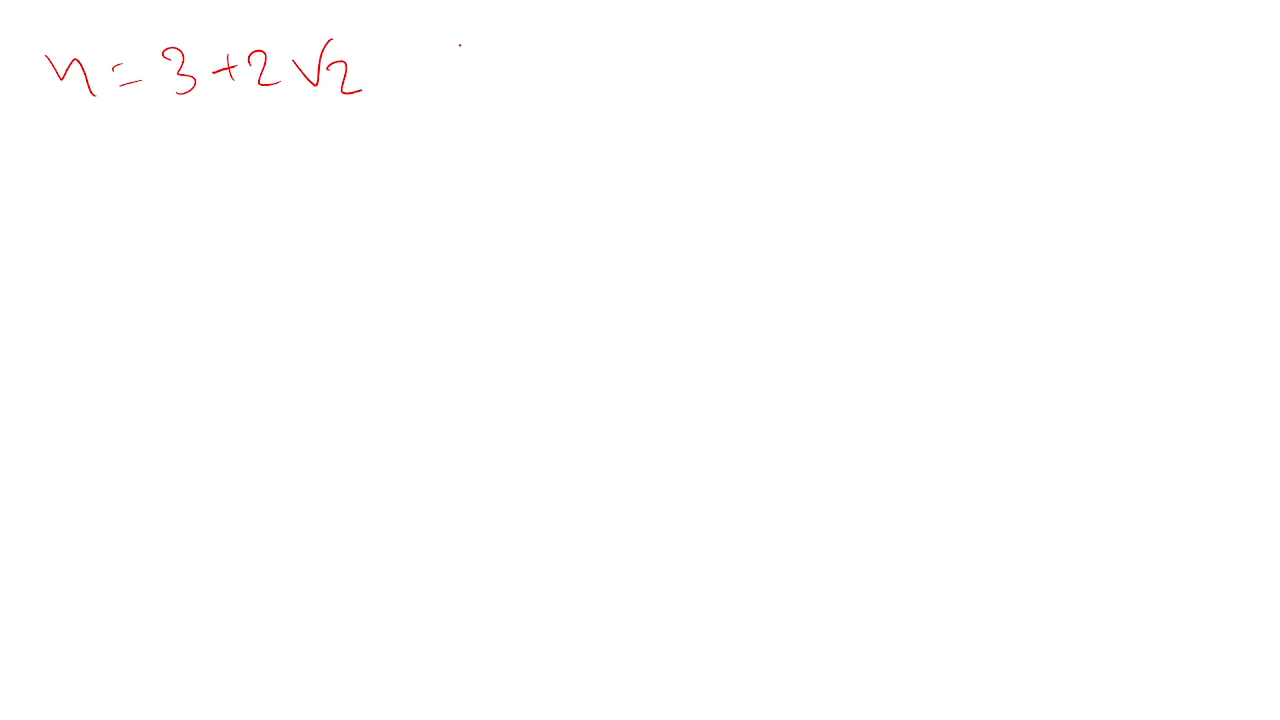 η = 3 + 2√2